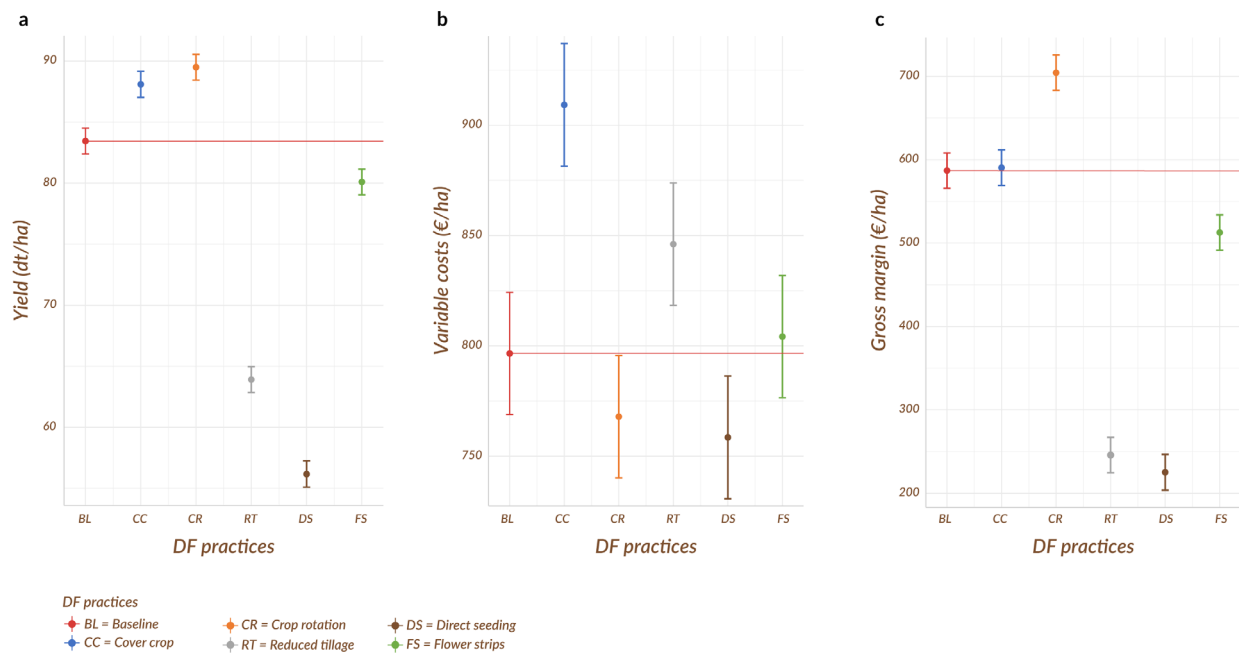 a
90
80
70
60
Yield (dt/ha)
BL CC CR RT DS FS
DF practices
b
900
850
800
750
Variable costs (€/ha)
BL CC CR RT DS FS
DF practices
c
700
600
500
400
300
200
Gross margin (€/ha)
BL CC CR RT DS FS
DF practices
DF practices
BL = Baseline
CC = Cover crop
CR = Crop rotation
RT = Reduced tillage
DS = Direct seeding
FS = Flower strips